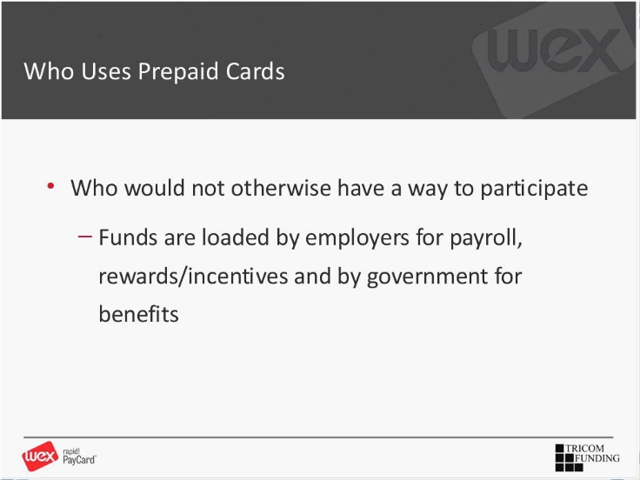 wex
Who Uses Prepaid Cards
• Who would not otherwise have a way to participate
– Funds are loaded by employers for payroll,
rewards/incentives and by government for
benefits
wex rapid! PayCard
TRICOM
FUNDING